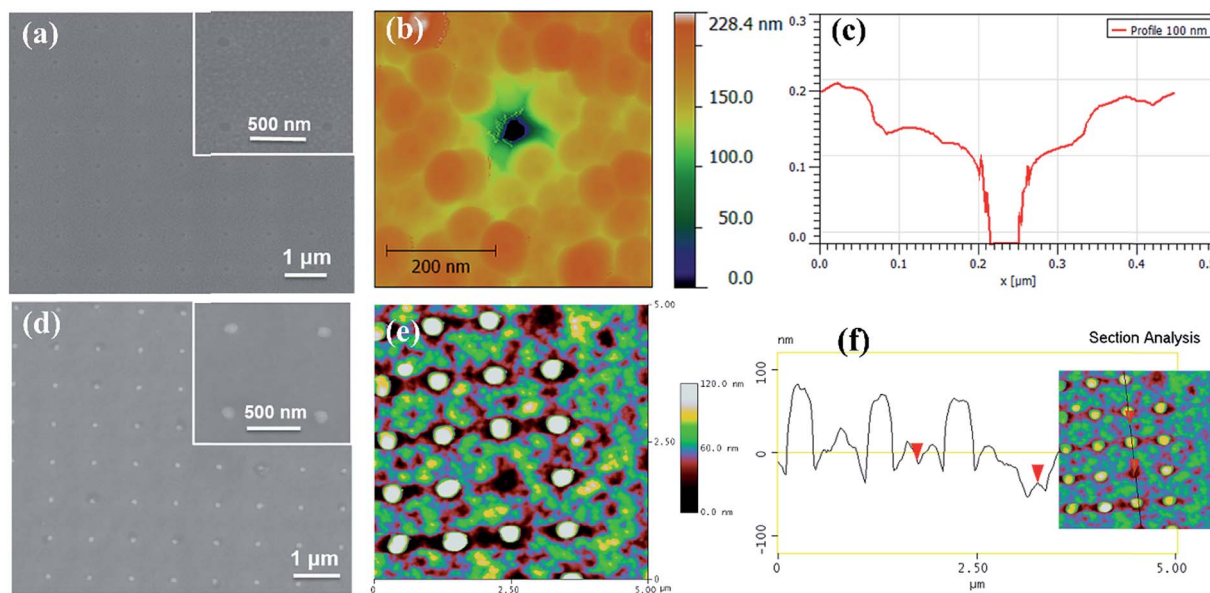 (a)
500 nm
1 μm
(b)
200 nm
228.4 nm
150.0
100.0
50.0
0.0
(c)
Profile 100 nm
0.3
0.2
0.1
0.0
0.0 0.1 0.2 0.3 0.4
x [μm]
(d)
500 nm
1 μm
(e)
5.00
2.50
0
0 2.50 5.00
μm
120.0 nm
60.0 nm
0.0 nm
(f)
Section Analysis
nm
100
0
-100
2.50 5.00
μm